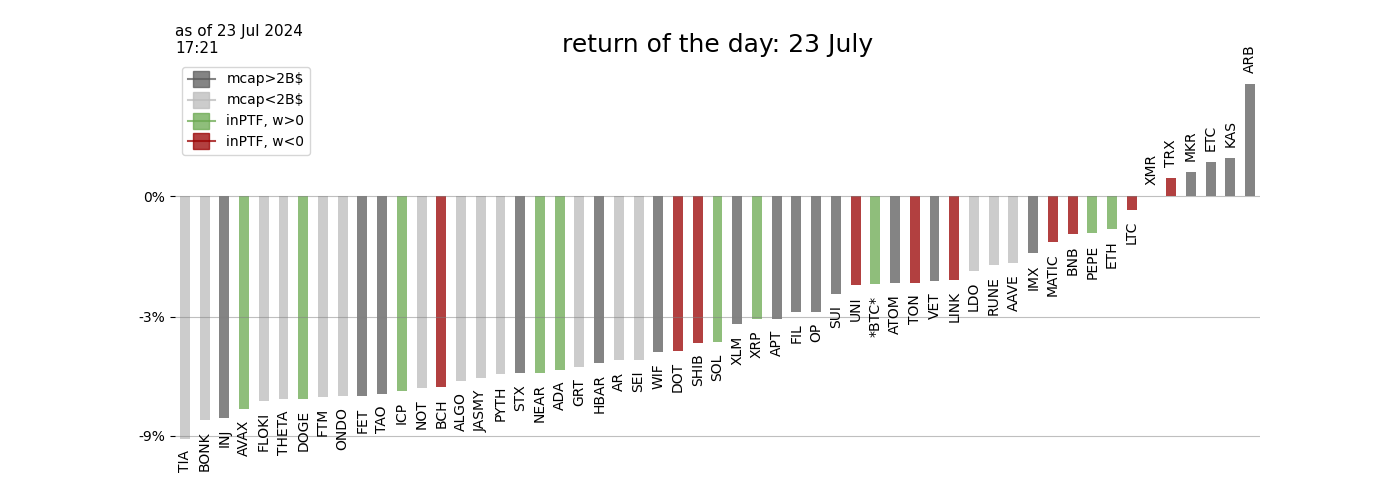 as of 23 Jul 2024
17:21
return of the day: 23 July
mcap>2B$
mcap<2B$
inPTF, w>0
inPTF, w<0
0%
-3%
-9%
TIA
BONK
INJ
AVAX
FLOKI
THETA
DOGE
FTM
ONDO
FET
TAO
ICP
NOT
BCH
ALGO
JASMY
PYTH
STX
NEAR
ADA
GRT
HBAR
AR
SEI
WIF
DOT
SHIB
SOL
XLM
XRP
APT
FIL
OP
SUI
UNI
*BTC*
ATOM
TON
VET
LINK
LDO
RUNE
AAVE
IMX
MATIC
BNB
PEPE
ETH
LTC
XMR
TRX
MKR
ETC
KAS
ARB